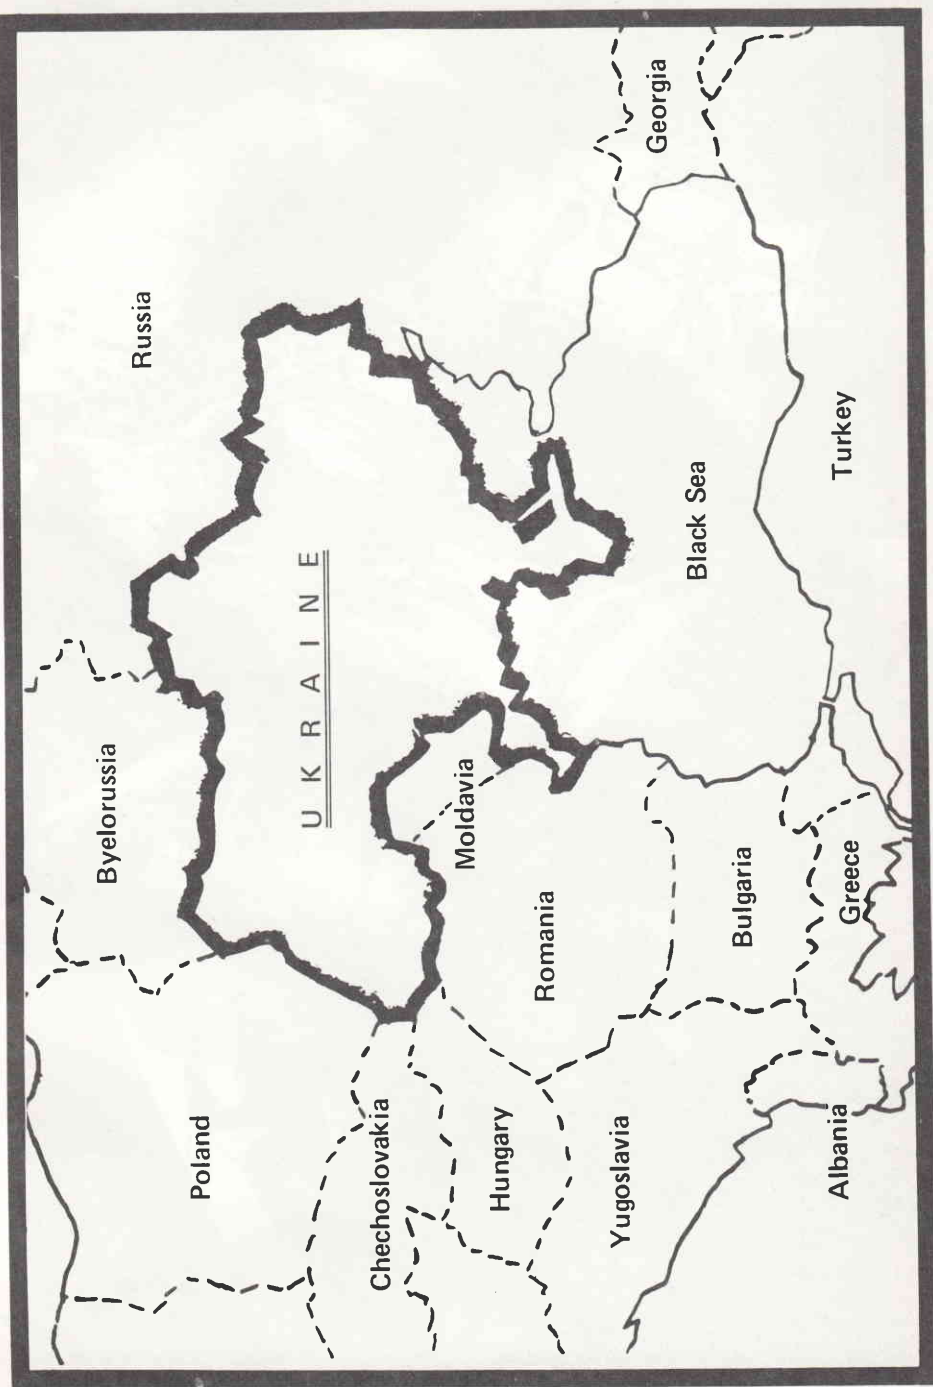 Russia
Byelorussia
Poland
UKRAINE
Georgia
Chechoslovakia
Moldavia
Hungary
Romania
Black Sea
Yugoslavia
Bulgaria
Turkey
Albania
Greece